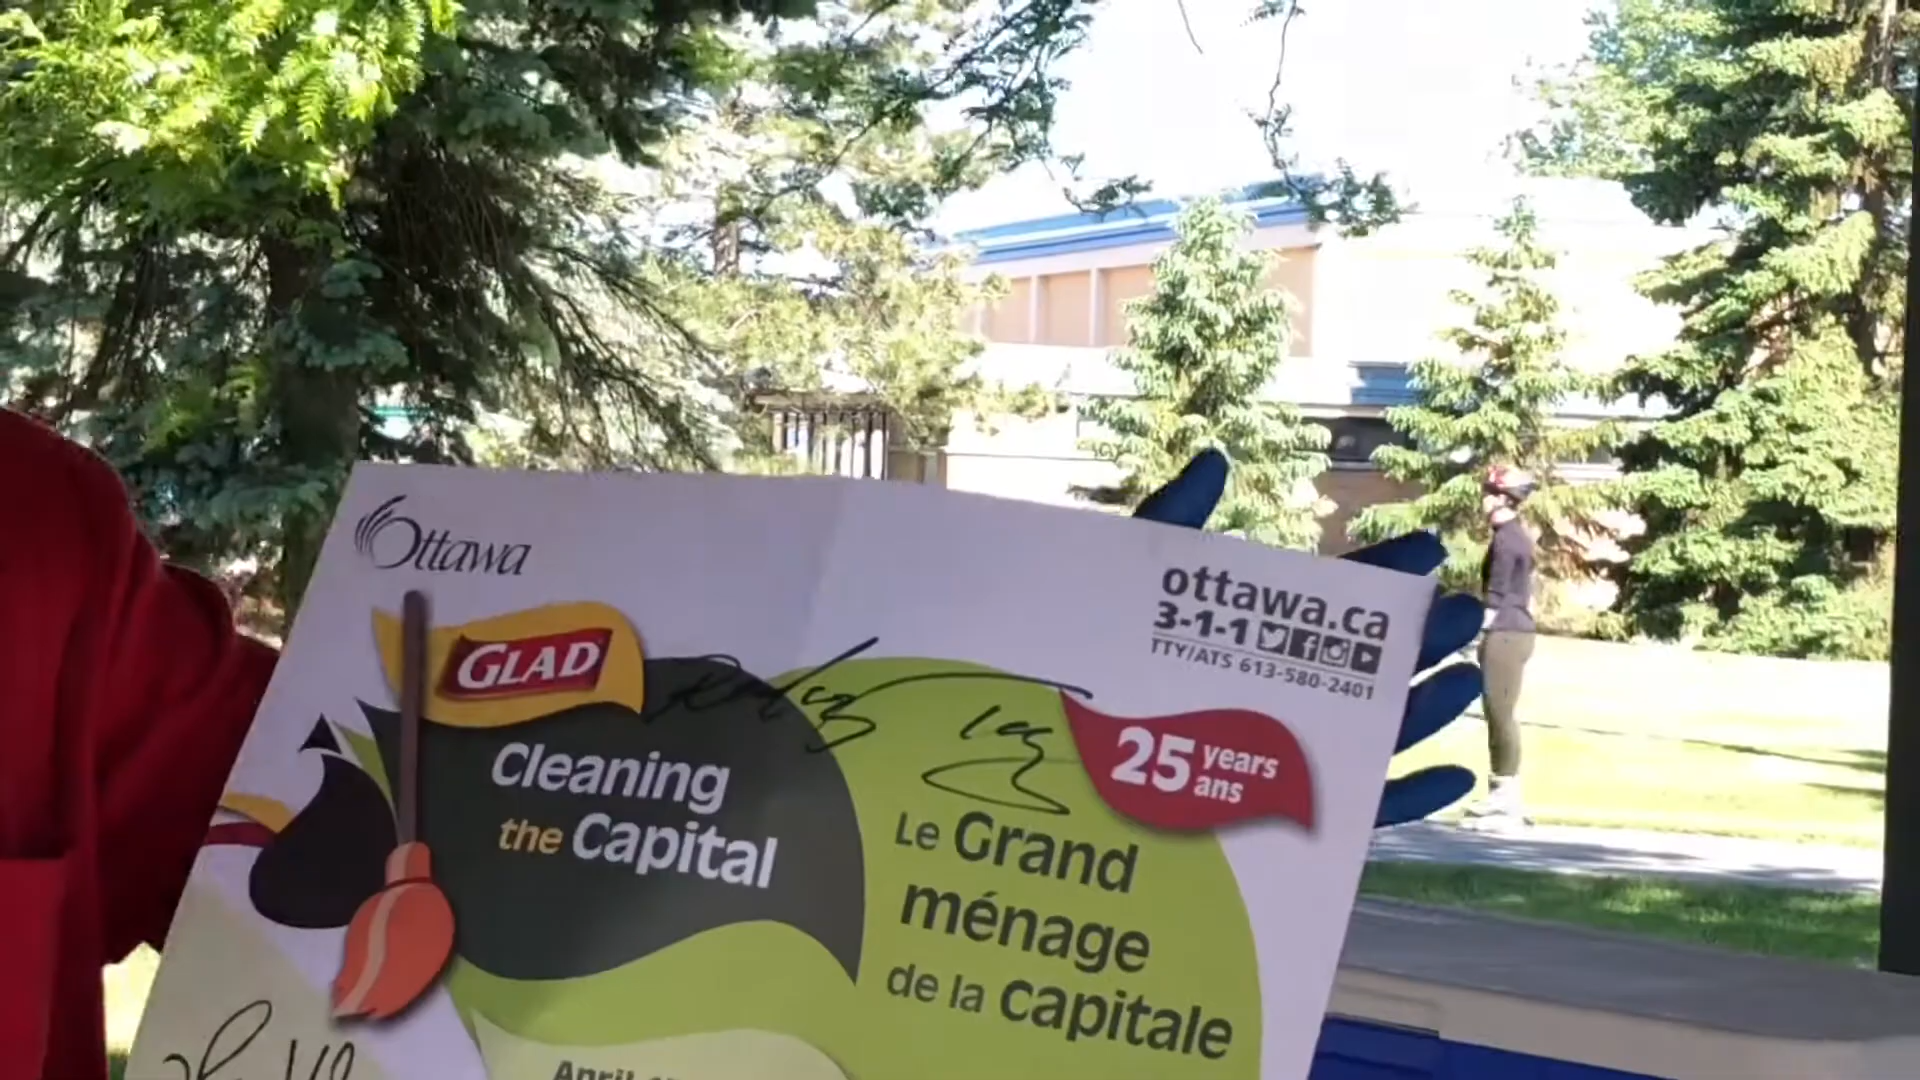 Ottawa
ottawa.ca
3-1-1
TTY/ATS 613-580-2401
GLAD
25 years
ans
Cleaning
the Capital
Le Grand
ménage
de la capitale
April